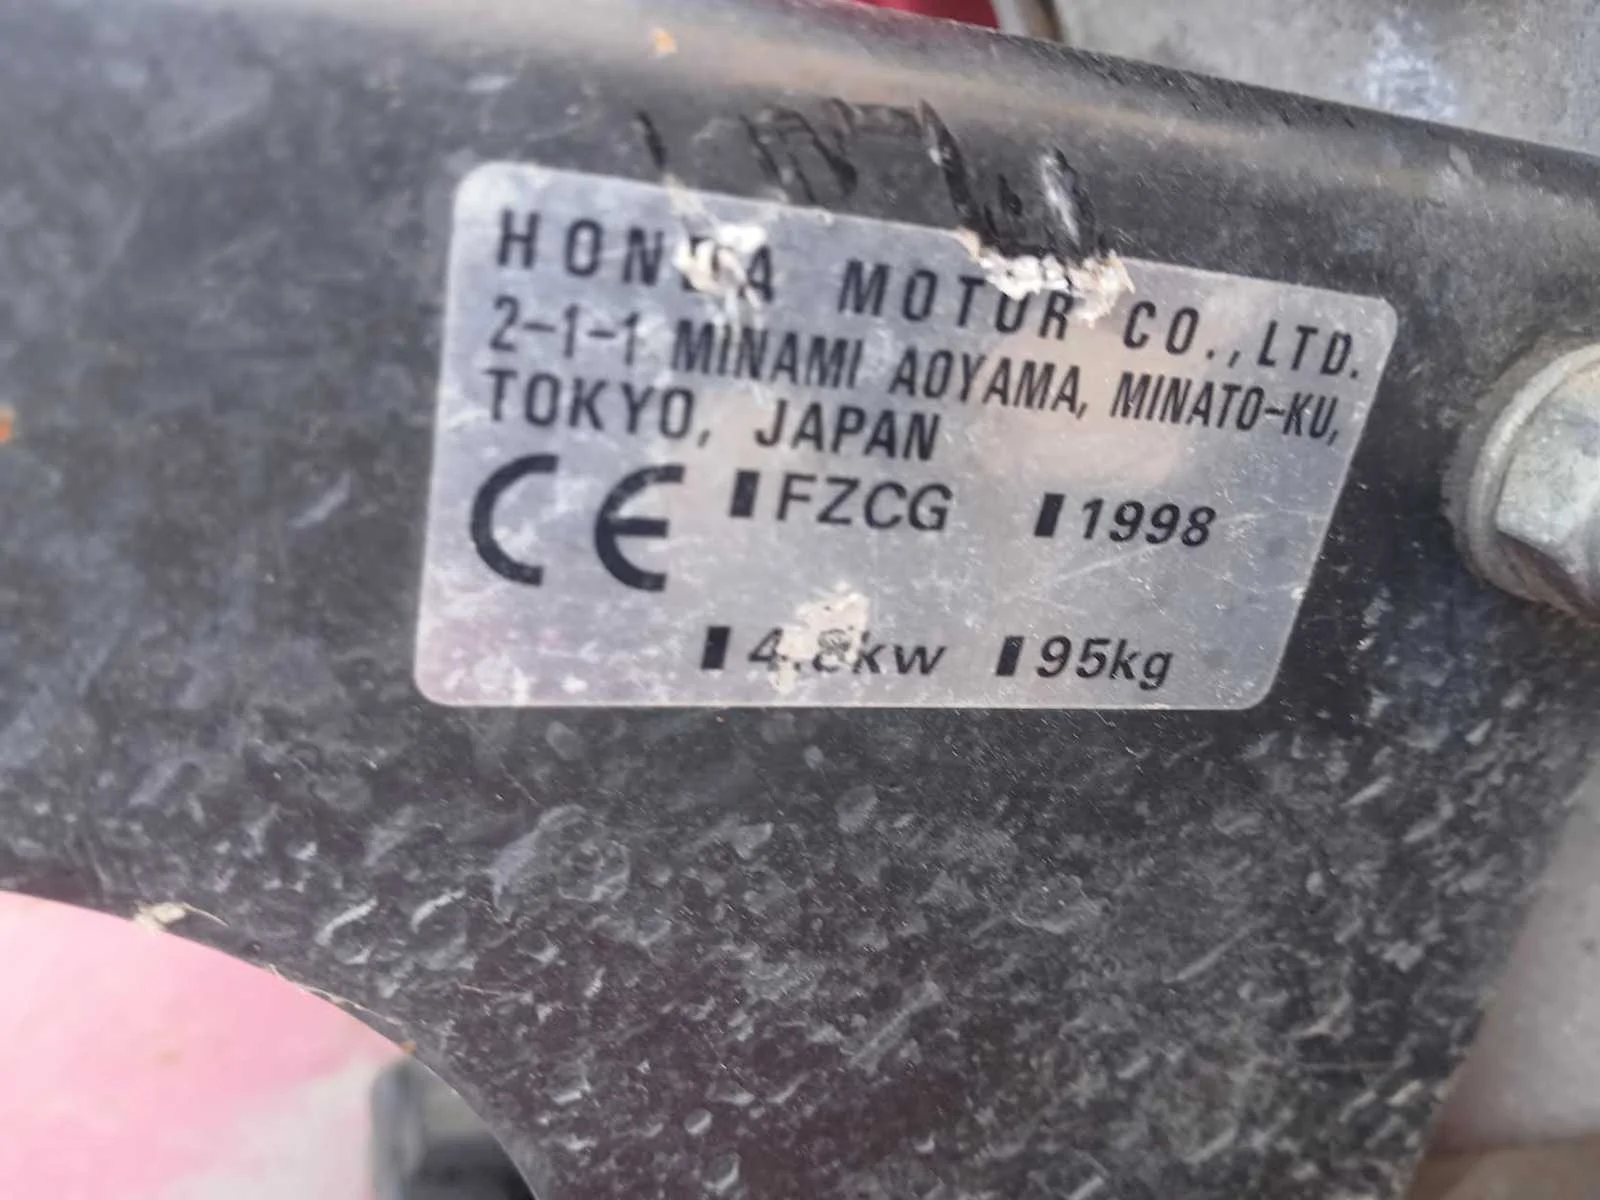 HONDA MOTOR CO., LTD.
2-1-1 MINAMI AOYAMA, MINATO-KU,
TOKYO, JAPAN
CE FZCG 1998
4.8kw 95kg